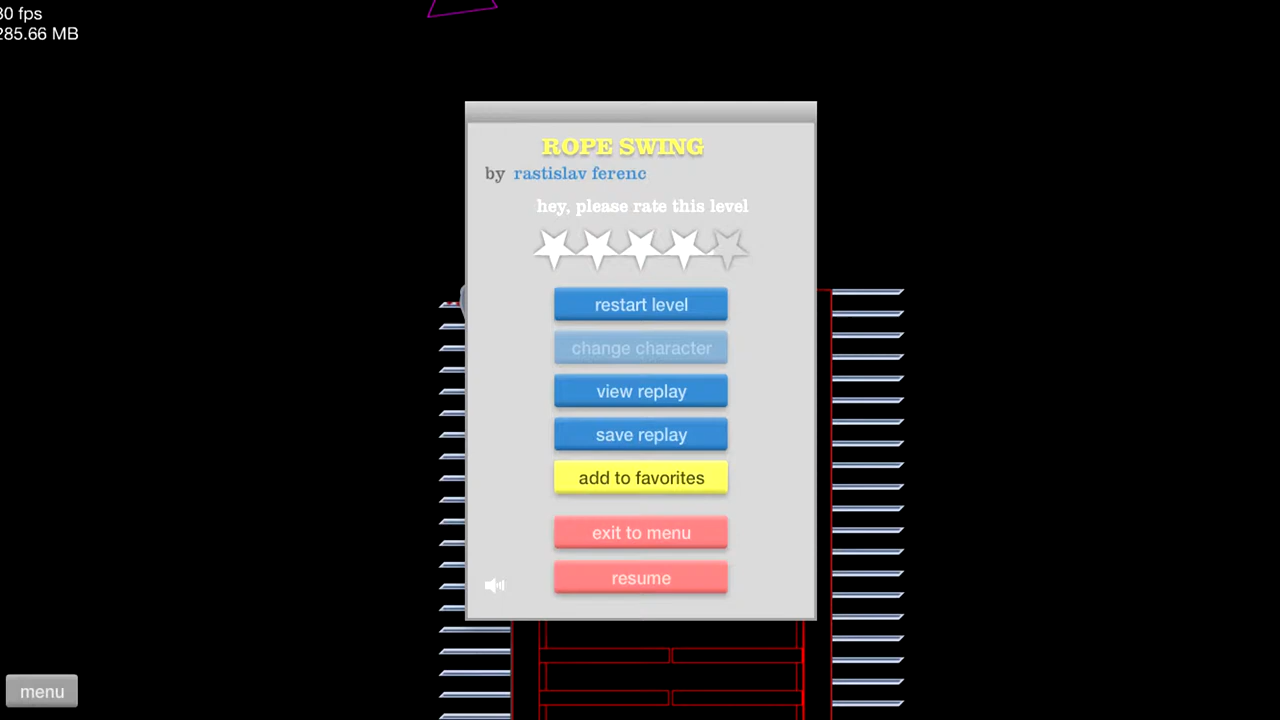 30 fps
285.66 MB
ROPE SWING
by rastislav ferenc
hey, please rate this level
restart level
change character
view replay
save replay
add to favorites
exit to menu
resume
menu